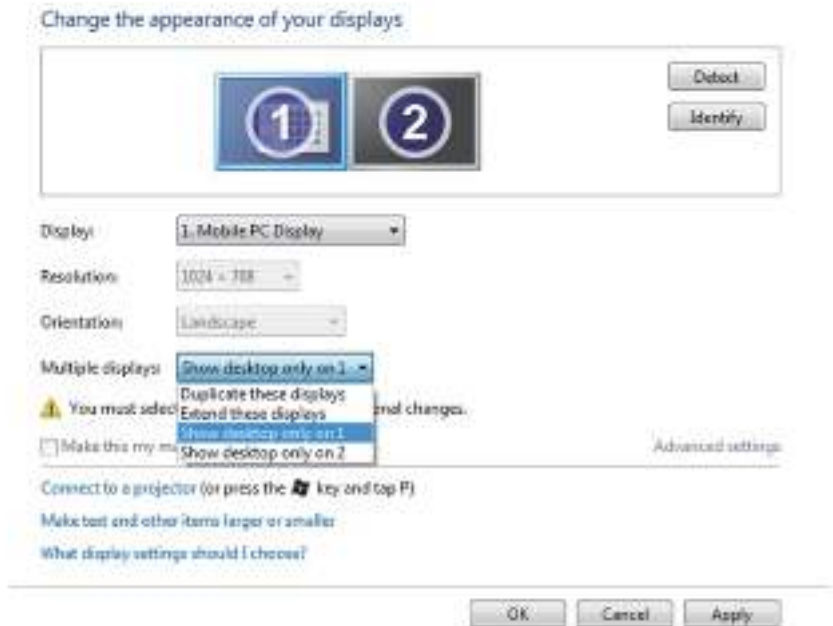 Change the appearance of your displays
1
2
Detect
Identify
Display:
1. Mobile PC Display
Resolution:
1024 × 768
Orientation:
Landscape
Multiple displays:
Show desktop only on 1
Duplicate these displays
Extend these displays
Show desktop only on 1
Show desktop only on 2
You must selec nal changes.
Make this my m
Advanced settings
Connect to a projector (or press the key and tap P)
Make text and other items larger or smaller
What display settings should I choose?
OK
Cancel
Apply